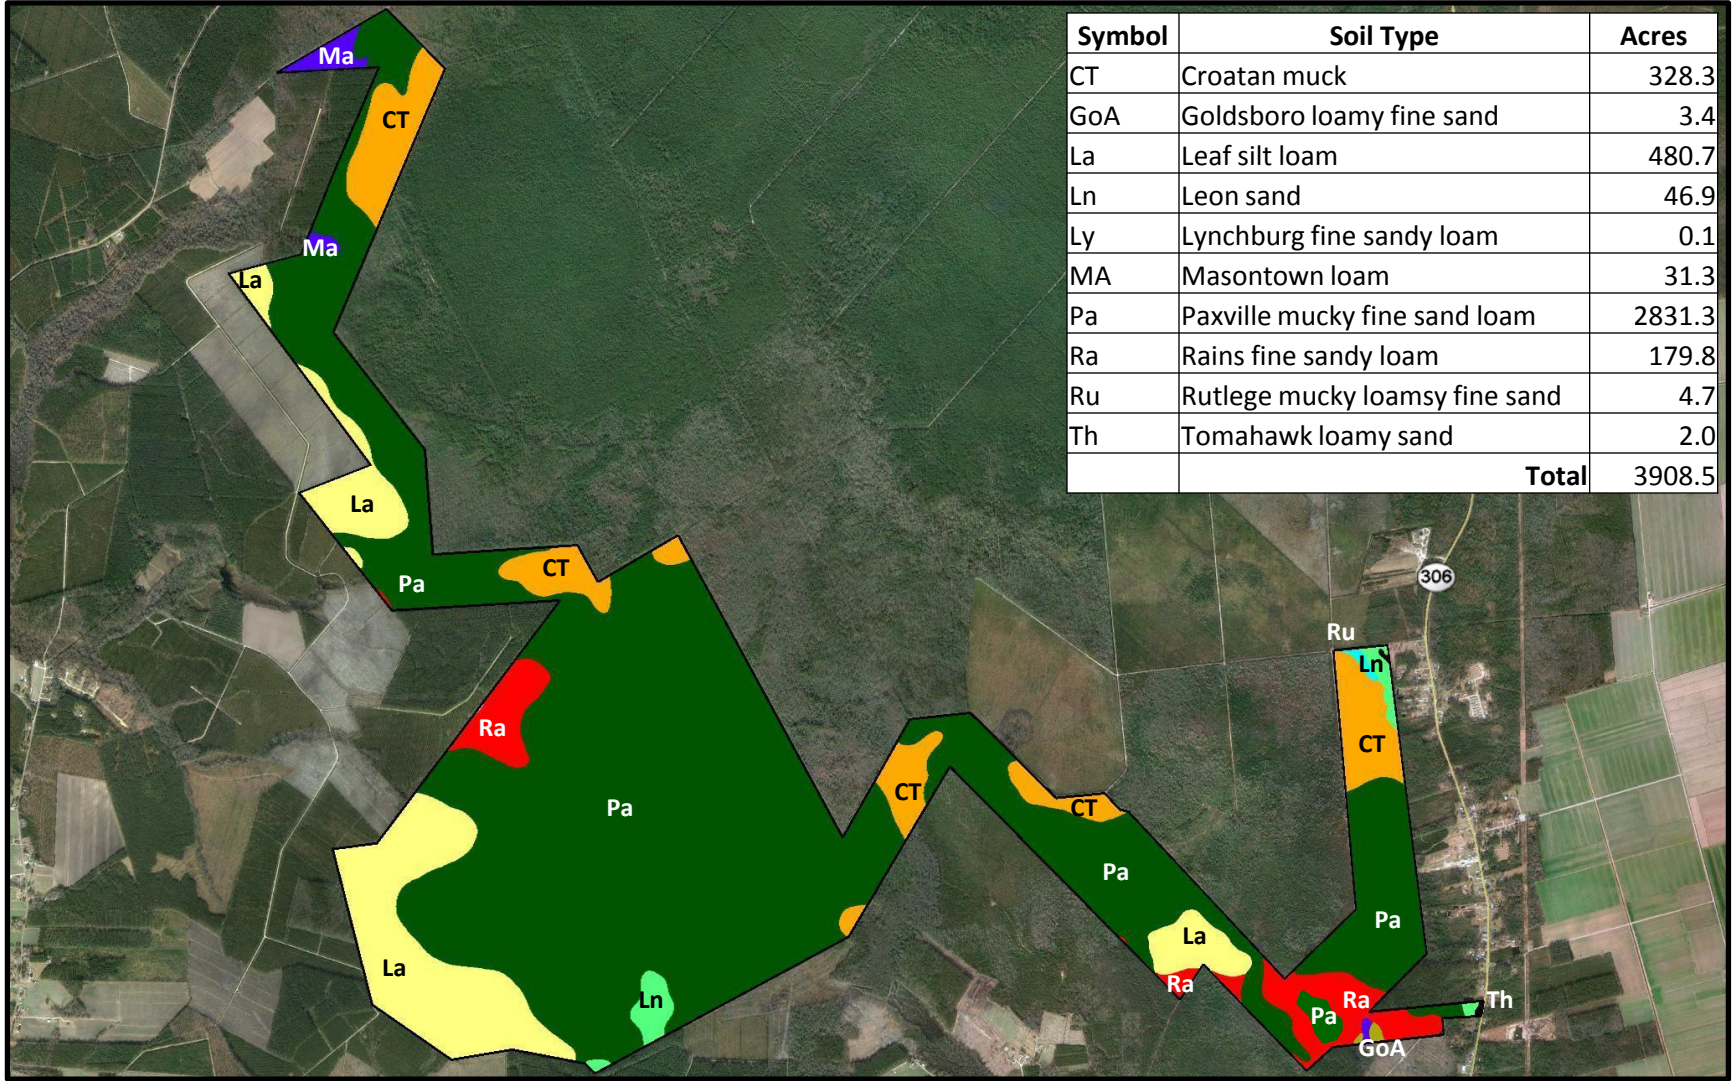 Symbol Soil Type Acres
CT Croatan muck 328.3
GoA Goldsboro loamy fine sand 3.4
La Leaf silt loam 480.7
Ln Leon sand 46.9
Ly Lynchburg fine sandy loam 0.1
MA Masontown loam 31.3
Pa Paxville mucky fine sand loam 2831.3
Ra Rains fine sandy loam 179.8
Ru Rutlege mucky loamsy fine sand 4.7
Th Tomahawk loamy sand 2.0
Total 3908.5
Ma
CT
Ma
La
La
CT
Pa
306
Ru
Ln
Ra
CT
Pa
CT
CT
Pa
Pa
La
La
Ln
Ra
Ra
Th
Pa
GoA